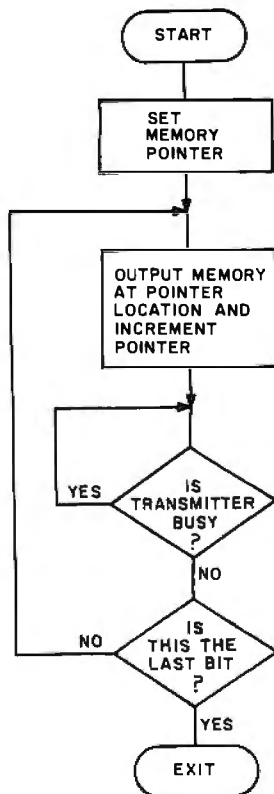 START
SET
MEMORY
POINTER
OUTPUT MEMORY
AT POINTER
LOCATION AND
INCREMENT
POINTER
IS
TRANSMITTER
BUSY
?
YES
NO
IS
THIS THE
LAST BIT
?
NO
YES
EXIT